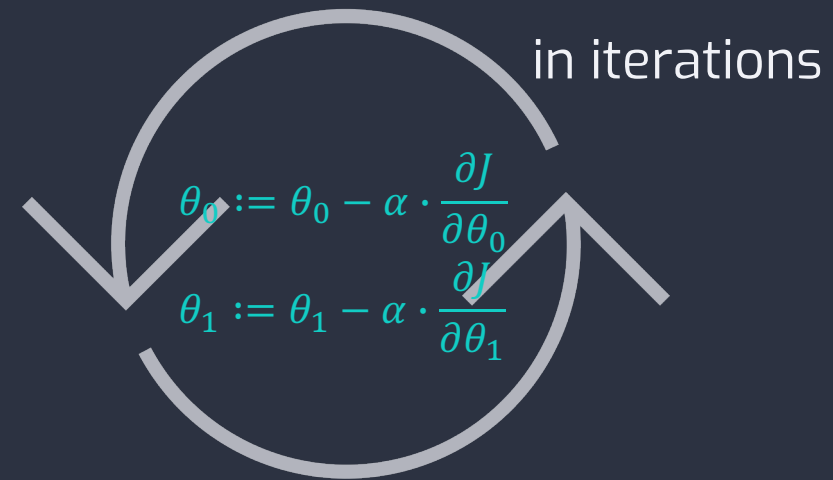 in iterations
θ₀ := θ₀ − α · ∂J/∂θ₀
θ₁ := θ₁ − α · ∂J/∂θ₁